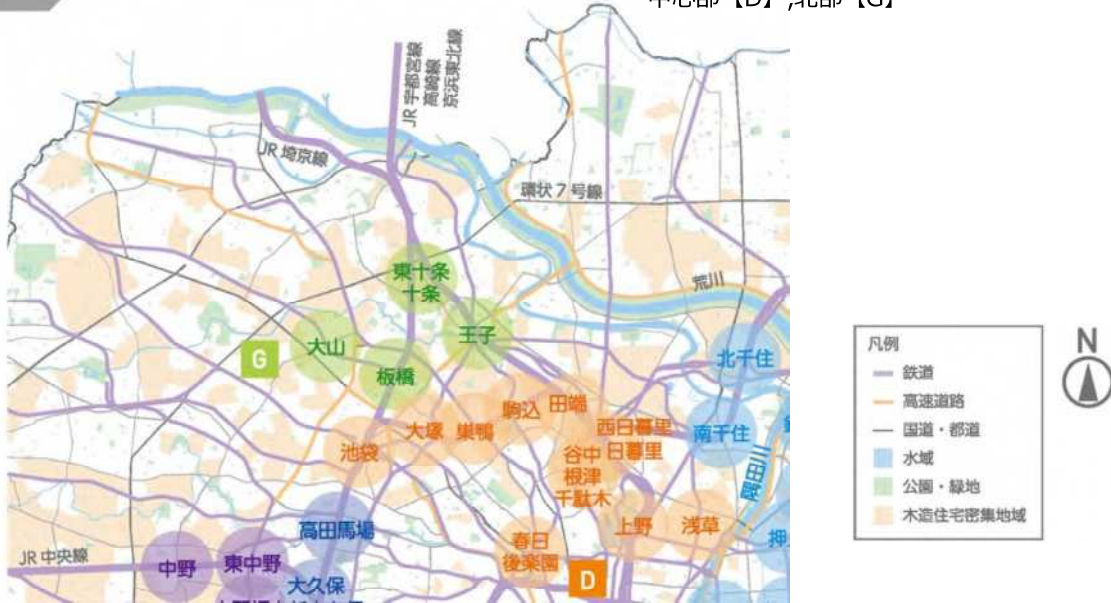 中心部【D】,北部【G】
JR 宇都宮線
高崎線
京浜東北線
JR 埼京線
環状7号線
荒川
東十条
十条
王子
大山
G
板橋
北千住
駒込
田端
大塚
巣鴨
西日暮里
南千住
池袋
谷中
日暮里
根津
千駄木
隅田川
高田馬場
上野
浅草
春日
後楽園
押
JR 中央線
中野
東中野
D
大久保
凡例
鉄道
高速道路
国道・都道
水域
公園・緑地
木造住宅密集地域
N